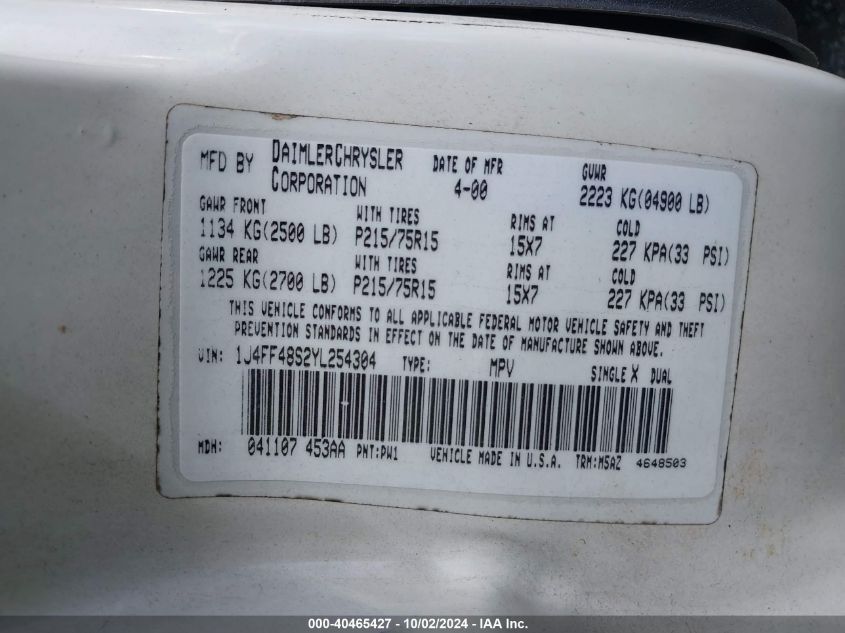 MFD BY DAIMLERCHRYSLER CORPORATION DATE OF MFR 4-00 GVWR 2223 KG(04900 LB)
GAWR FRONT WITH TIRES RIMS AT COLD
1134 KG(2500 LB) P215/75R15 15X7 227 KPA(33 PSI)
GAWR REAR WITH TIRES RIMS AT COLD
1225 KG(2700 LB) P215/75R15 15X7 227 KPA(33 PSI)
THIS VEHICLE CONFORMS TO ALL APPLICABLE FEDERAL MOTOR VEHICLE SAFETY AND THEFT
PREVENTION STANDARDS IN EFFECT ON THE DATE OF MANUFACTURE SHOWN ABOVE.
VIN: 1J4FF48S2YL254304 TYPE: MPV SINGLE X DUAL
MDH: 041107 453AA PNT:PW1 VEHICLE MADE IN U.S.A. TRM:M5AZ 4648503
000-40465427 - 10/02/2024 - IAA Inc.